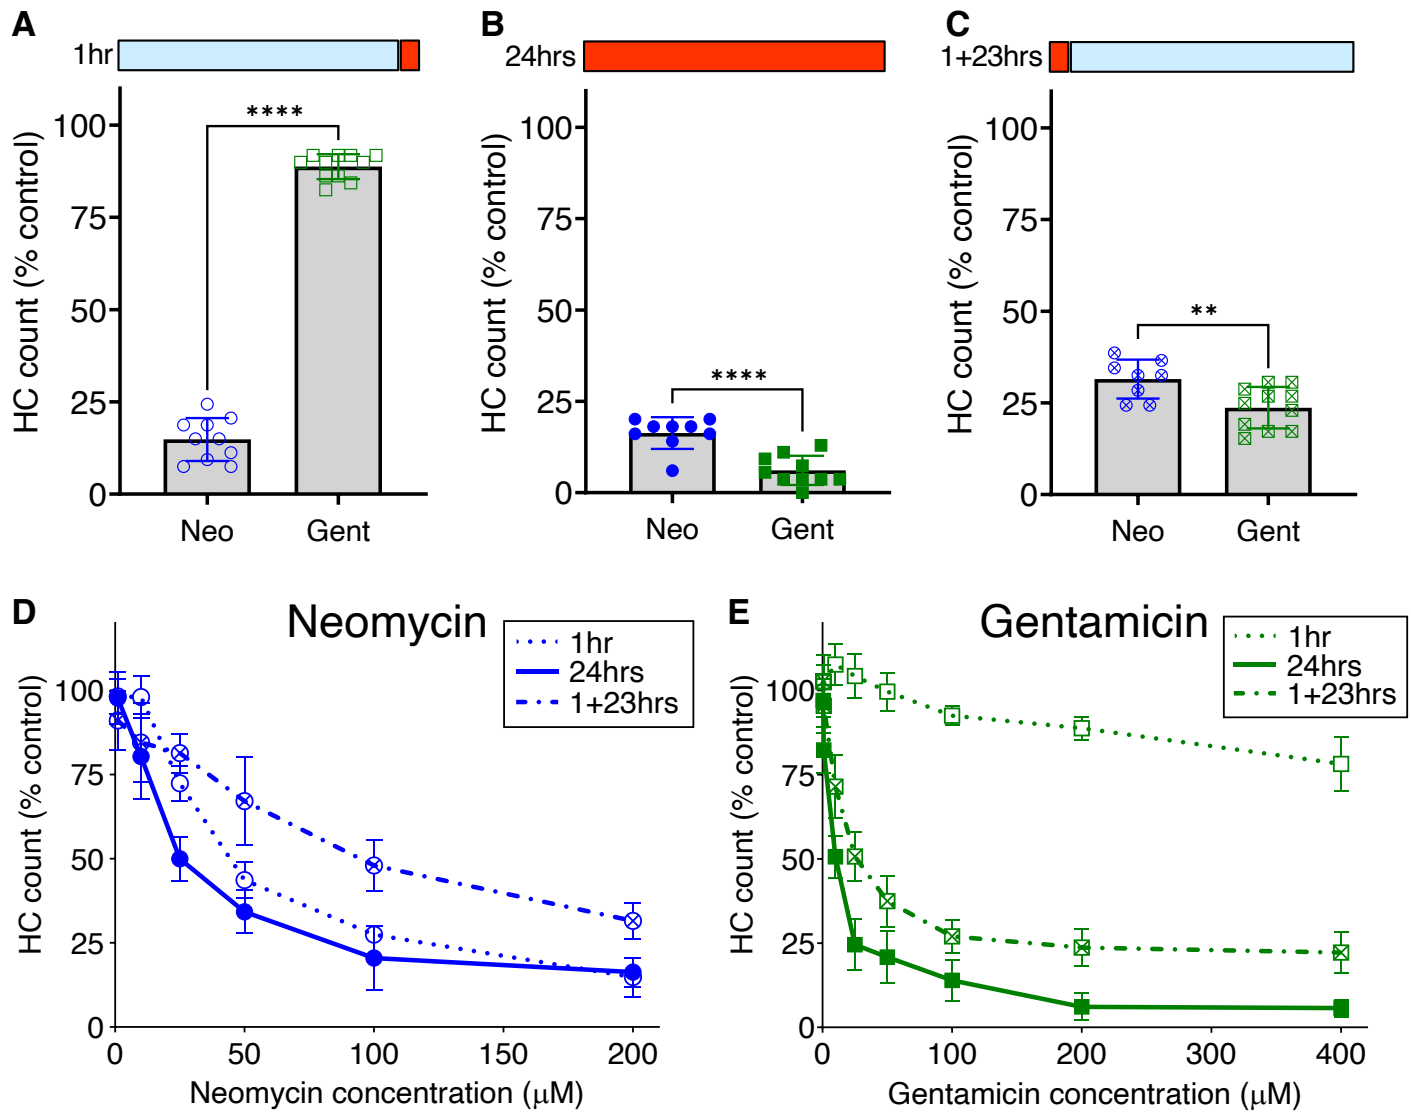 A
1hr
HC count (% control)
100
75
50
25
0
****
Neo
Gent
B
24hrs
HC count (% control)
100
75
50
25
0
****
Neo
Gent
C
1+23hrs
HC count (% control)
100
75
50
25
0
**
Neo
Gent
D
Neomycin
1hr
24hrs
1+23hrs
HC count (% control)
100
75
50
25
0
0 50 100 150 200
Neomycin concentration (μM)
E
Gentamicin
1hr
24hrs
1+23hrs
HC count (% control)
100
75
50
25
0
0 100 200 300 400
Gentamicin concentration (μM)